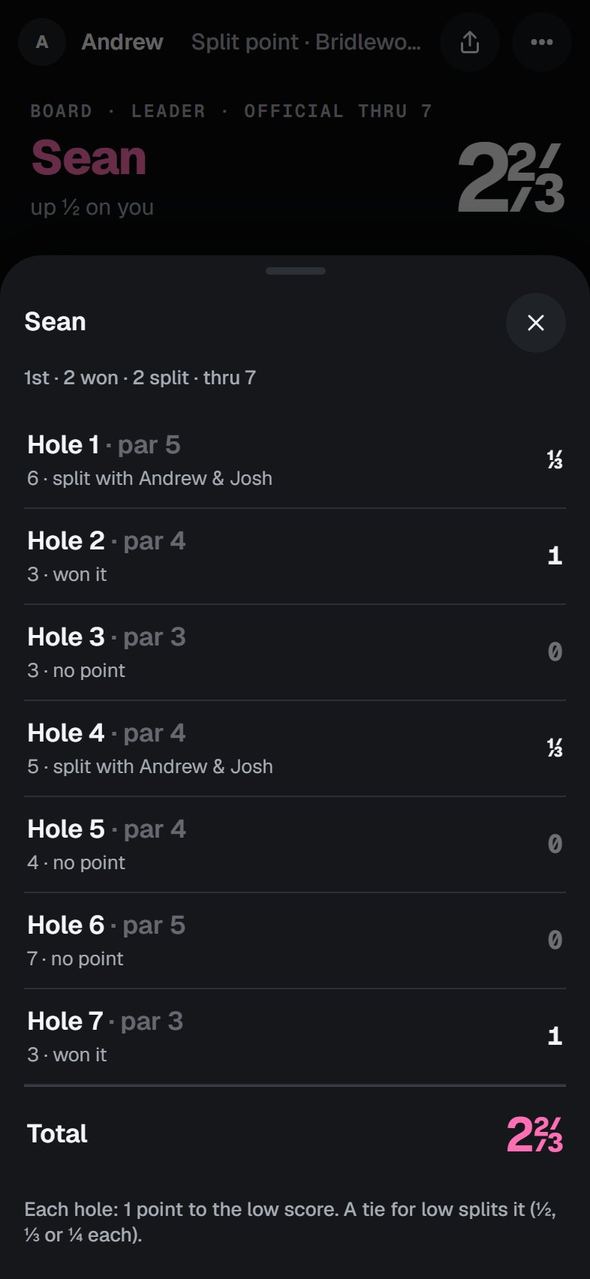 A Andrew Split point · Bridlewo...
BOARD · LEADER · OFFICIAL THRU 7
Sean 2⅔
up ½ on you
Sean
1st · 2 won · 2 split · thru 7
Hole 1 · par 5
6 · split with Andrew & Josh
⅓
Hole 2 · par 4
3 · won it
1
Hole 3 · par 3
3 · no point
0
Hole 4 · par 4
5 · split with Andrew & Josh
⅓
Hole 5 · par 4
4 · no point
0
Hole 6 · par 5
7 · no point
0
Hole 7 · par 3
3 · won it
1
Total 2⅔
Each hole: 1 point to the low score. A tie for low splits it (½,
⅓ or ¼ each).